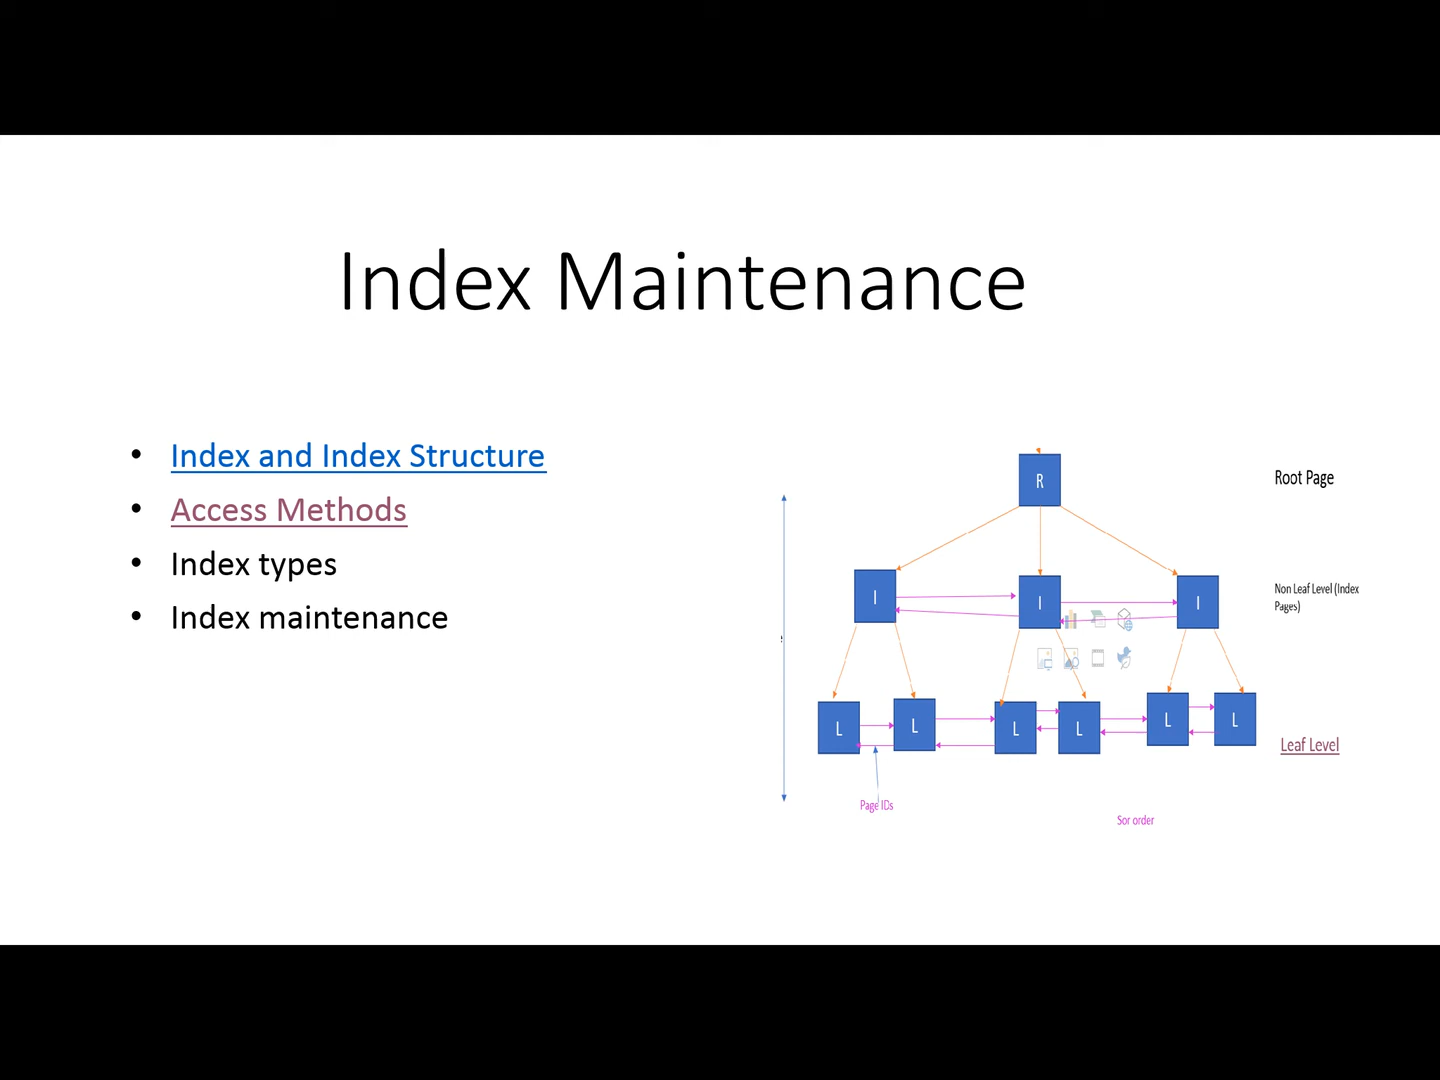 Index Maintenance
• Index and Index Structure
• Access Methods
• Index types
• Index maintenance
R
Root Page
I
I
I
Non Leaf Level (Index
Pages)
L
L
L
L
L
L
Leaf Level
Page IDs
Sor order